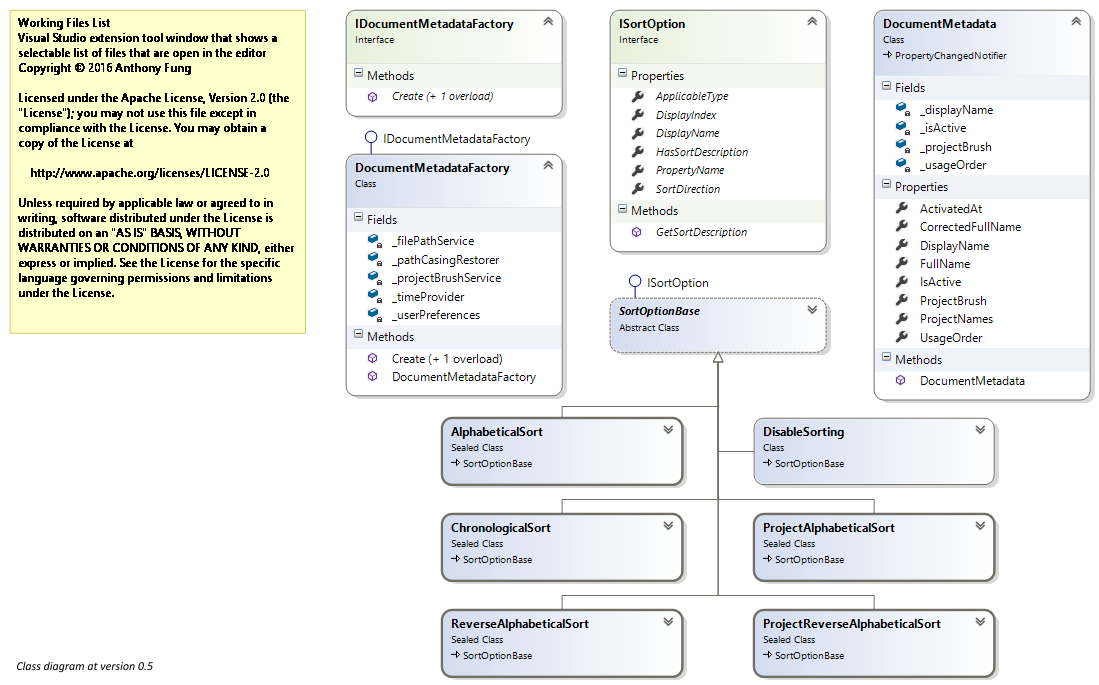 Working Files List
Visual Studio extension tool window that shows a
selectable list of files that are open in the editor
Copyright © 2016 Anthony Fung
Licensed under the Apache License, Version 2.0 (the
"License"); you may not use this file except in
compliance with the License. You may obtain a
copy of the License at
http://www.apache.org/licenses/LICENSE-2.0
Unless required by applicable law or agreed to in
writing, software distributed under the License is
distributed on an "AS IS" BASIS, WITHOUT
WARRANTIES OR CONDITIONS OF ANY KIND, either
express or implied. See the License for the specific
language governing permissions and limitations
under the License.
IDocumentMetadataFactory
Interface
Methods
Create (+ 1 overload)
IDocumentMetadataFactory
DocumentMetadataFactory
Class
Fields
_filePathService
_pathCasingRestorer
_projectBrushService
_timeProvider
_userPreferences
Methods
Create (+ 1 overload)
DocumentMetadataFactory
ISortOption
Interface
Properties
ApplicableType
DisplayIndex
DisplayName
HasSortDescription
PropertyName
SortDirection
Methods
GetSortDescription
ISortOption
SortOptionBase
Abstract Class
DocumentMetadata
Class
PropertyChangedNotifier
Fields
_displayName
_isActive
_projectBrush
_usageOrder
Properties
ActivatedAt
CorrectedFullName
DisplayName
FullName
IsActive
ProjectBrush
ProjectNames
UsageOrder
Methods
DocumentMetadata
AlphabeticalSort
Sealed Class
SortOptionBase
DisableSorting
Class
SortOptionBase
ChronologicalSort
Sealed Class
SortOptionBase
ProjectAlphabeticalSort
Sealed Class
SortOptionBase
ReverseAlphabeticalSort
Sealed Class
SortOptionBase
ProjectReverseAlphabeticalSort
Sealed Class
SortOptionBase
Class diagram at version 0.5